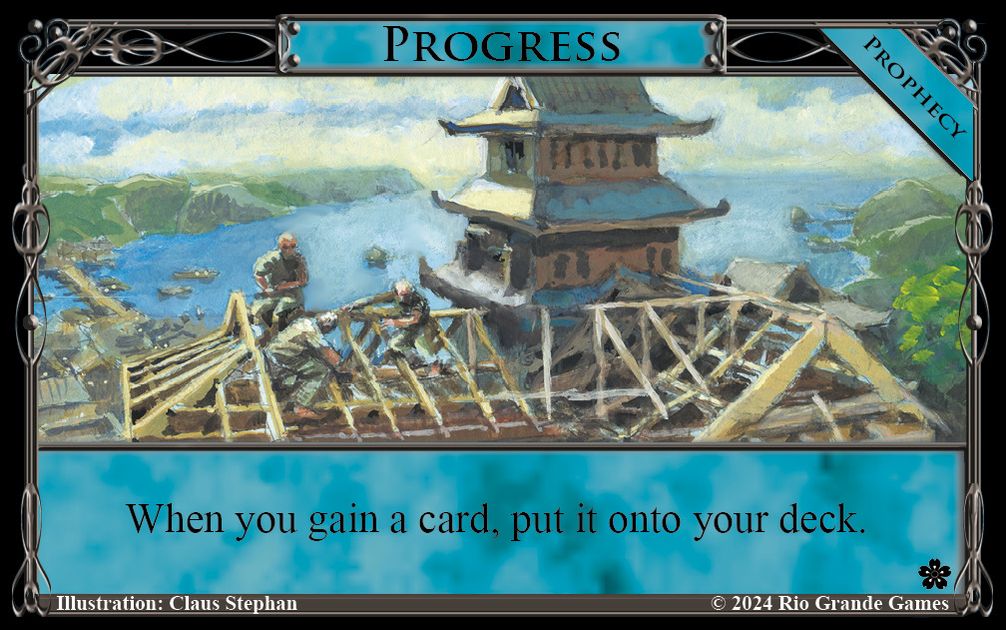 Progress
Prophecy
When you gain a card, put it onto your deck.
Illustration: Claus Stephan
© 2024 Rio Grande Games